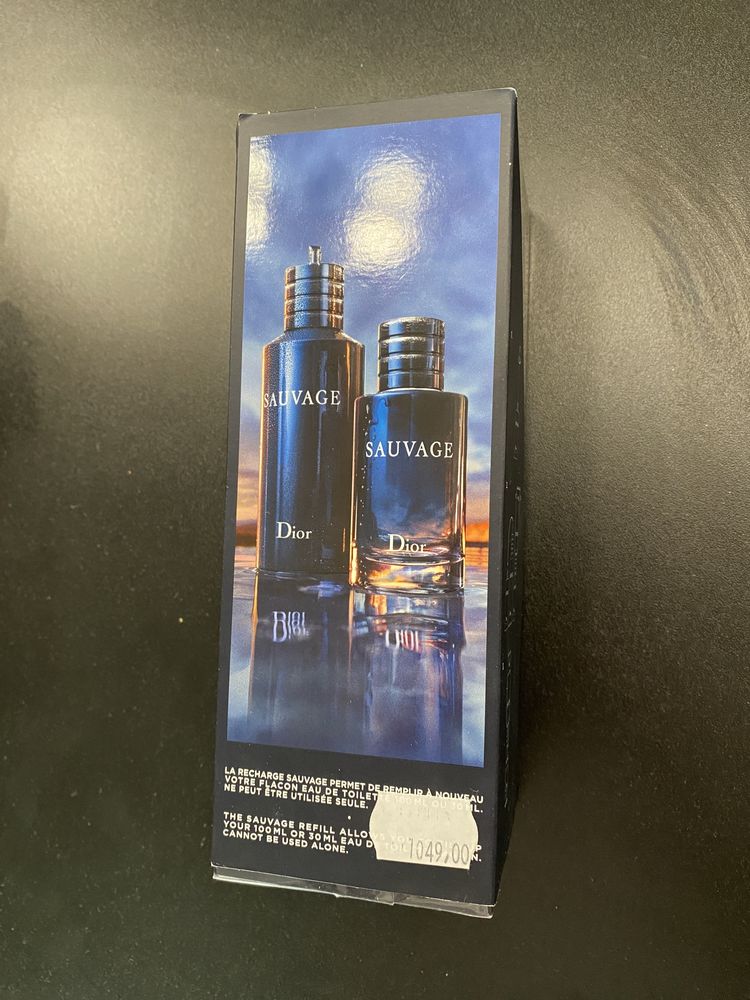 SAUVAGE
Dior
SAUVAGE
Dior
LA RECHARGE SAUVAGE PERMET DE REMPLIR À NOUVEAU
VOTRE FLACON EAU DE TOILETTE 100 ML OU 30 ML.
NE PEUT ÊTRE UTILISÉE SEULE.
THE SAUVAGE REFILL ALLOWS YOU
YOUR 100 ML OR 30 ML EAU DE
CANNOT BE USED ALONE.
1049,00